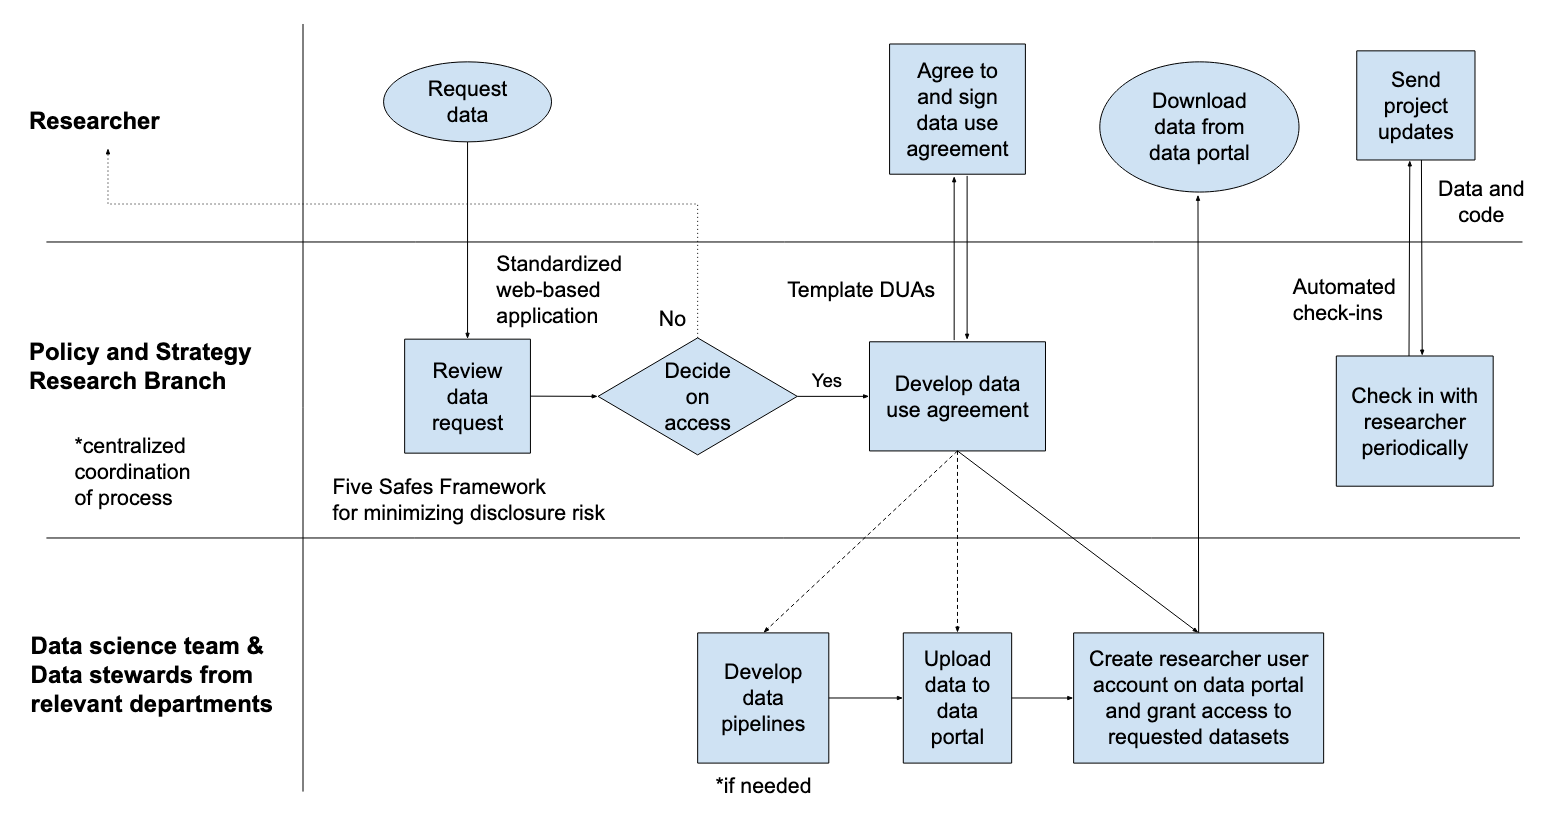 Researcher
Request
data
Agree to
and sign
data use
agreement
Download
data from
data portal
Send
project
updates
Data and
code
Policy and Strategy
Research Branch
*centralized
coordination
of process
Standardized
web-based
application
Review
data
request
Five Safes Framework
for minimizing disclosure risk
No
Decide
on
access
Yes
Template DUAs
Develop data
use agreement
Automated
check-ins
Check in with
researcher
periodically
Data science team &
Data stewards from
relevant departments
Develop
data
pipelines
*if needed
Upload
data to
data
portal
Create researcher user
account on data portal
and grant access to
requested datasets